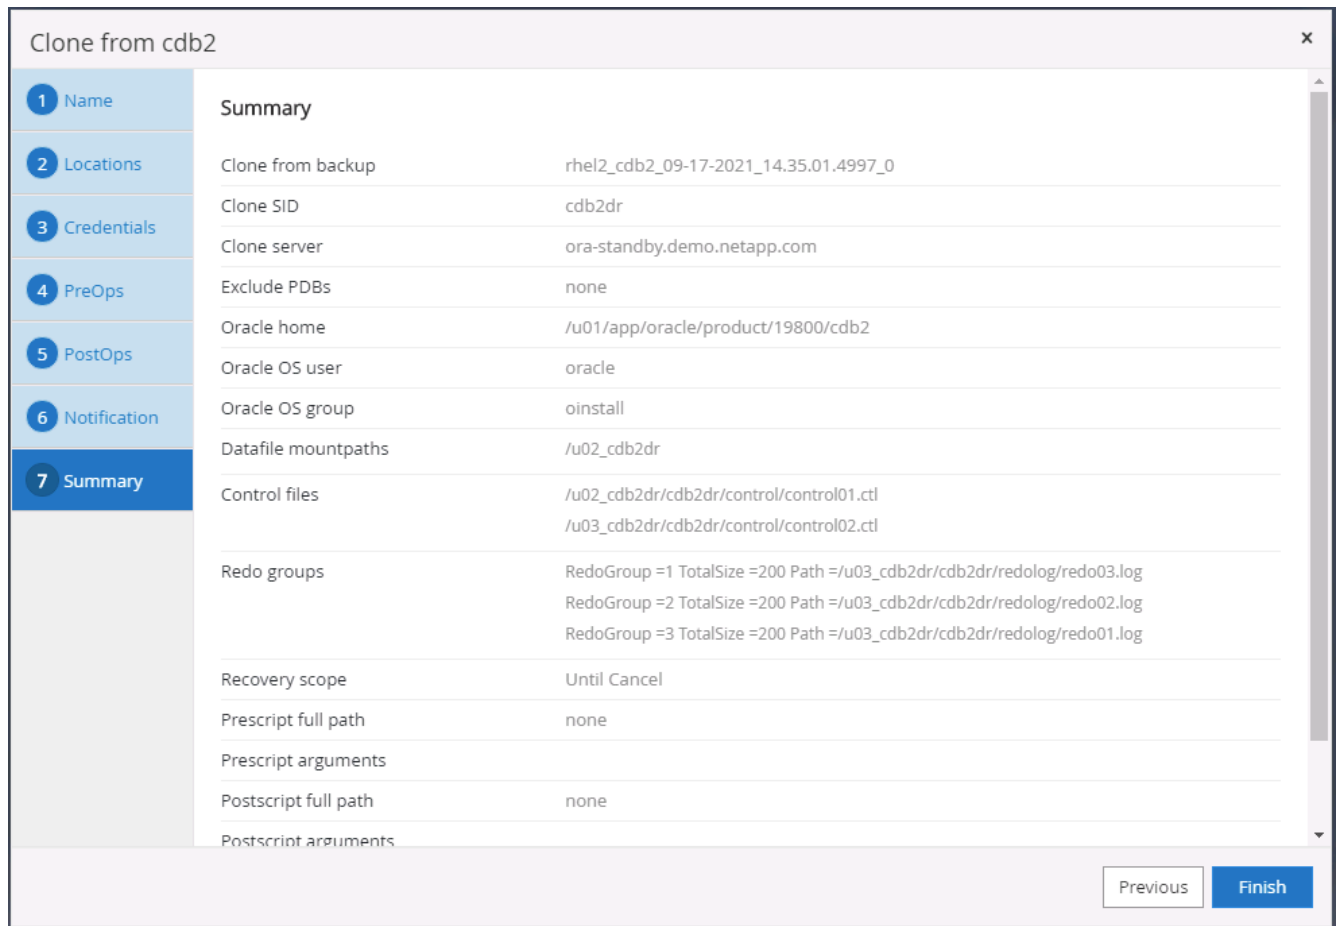 Clone from cdb2
×
1 Name
2 Locations
3 Credentials
4 PreOps
5 PostOps
6 Notification
7 Summary
Summary
Clone from backup rhel2_cdb2_09-17-2021_14.35.01.4997_0
Clone SID cdb2dr
Clone server ora-standby.demo.netapp.com
Exclude PDBs none
Oracle home /u01/app/oracle/product/19800/cdb2
Oracle OS user oracle
Oracle OS group oinstall
Datafile mountpaths /u02_cdb2dr
Control files /u02_cdb2dr/cdb2dr/control/control01.ctl
/u03_cdb2dr/cdb2dr/control/control02.ctl
Redo groups RedoGroup =1 TotalSize =200 Path =/u03_cdb2dr/cdb2dr/redolog/redo03.log
RedoGroup =2 TotalSize =200 Path =/u03_cdb2dr/cdb2dr/redolog/redo02.log
RedoGroup =3 TotalSize =200 Path =/u03_cdb2dr/cdb2dr/redolog/redo01.log
Recovery scope Until Cancel
Prescript full path none
Prescript arguments
Postscript full path none
Postscript arguments
Previous Finish